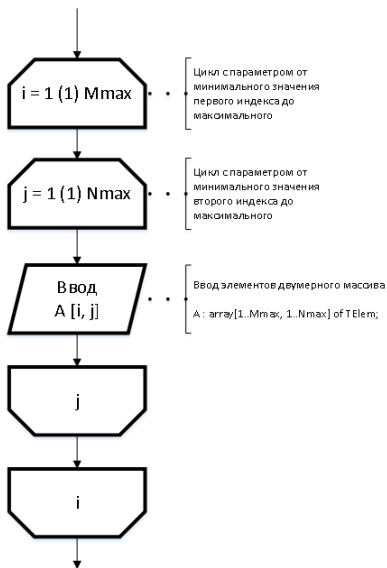 i = 1 (1) Mmax
Цикл с параметром от
минимального значения
первого индекса до
максимального
j = 1 (1) Nmax
Цикл с параметром от
минимального значения
второго индекса до
максимального
Ввод
A [i, j]
Ввод элементов двумерного массива
A : array[1..Mmax, 1..Nmax] of TElem;
j
i